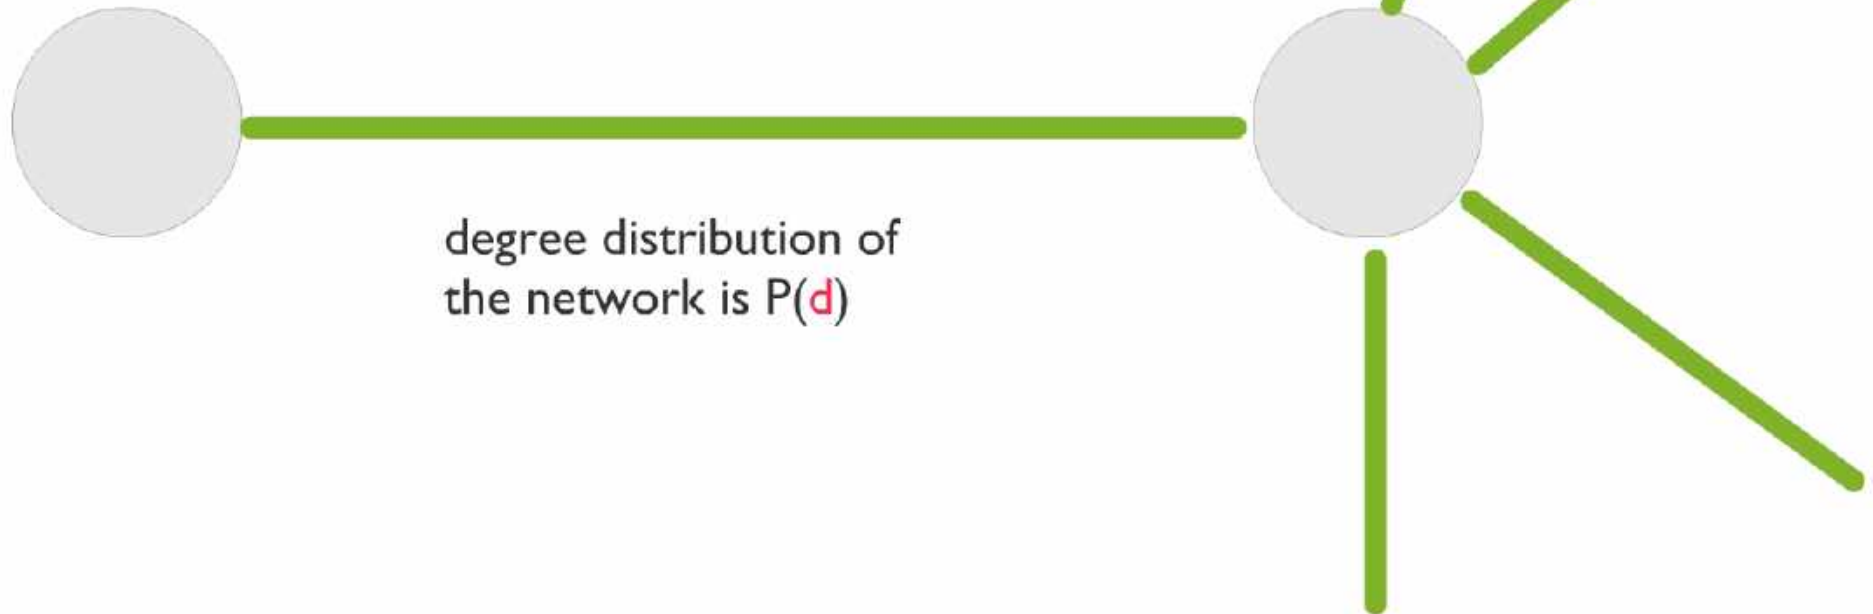 degree distribution of
the network is P(d)